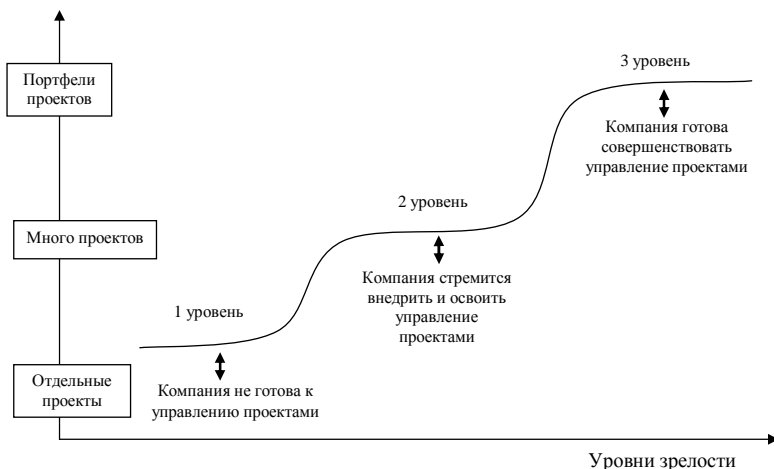 3 уровень
Портфели
проектов
Компания готова
совершенствовать
управление проектами
2 уровень
Много проектов
Компания стремится
внедрить и освоить
управление
проектами
1 уровень
Отдельные
проекты
Компания не готова к
управлению проектами
Уровни зрелости